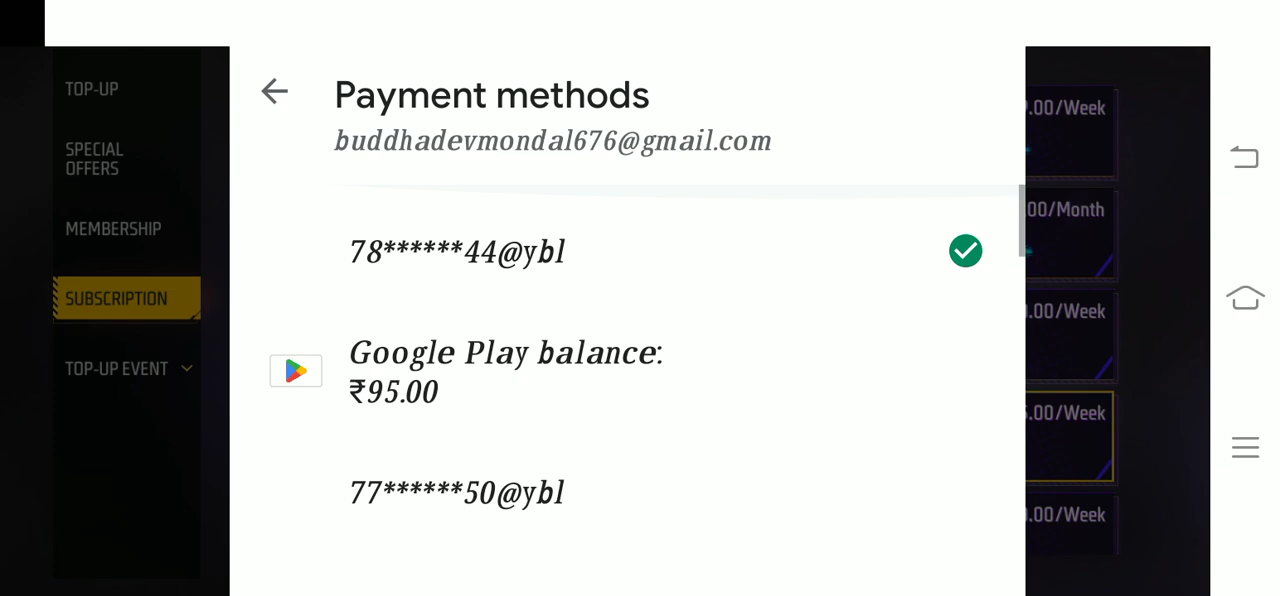 TOP-UP
SPECIAL
OFFERS
MEMBERSHIP
SUBSCRIPTION
TOP-UP EVENT
Payment methods
buddhadevmondal676@gmail.com
78******44@ybl
Google Play balance:
₹95.00
77******50@ybl
.00/Week
00/Month
.00/Week
.00/Week
.00/Week